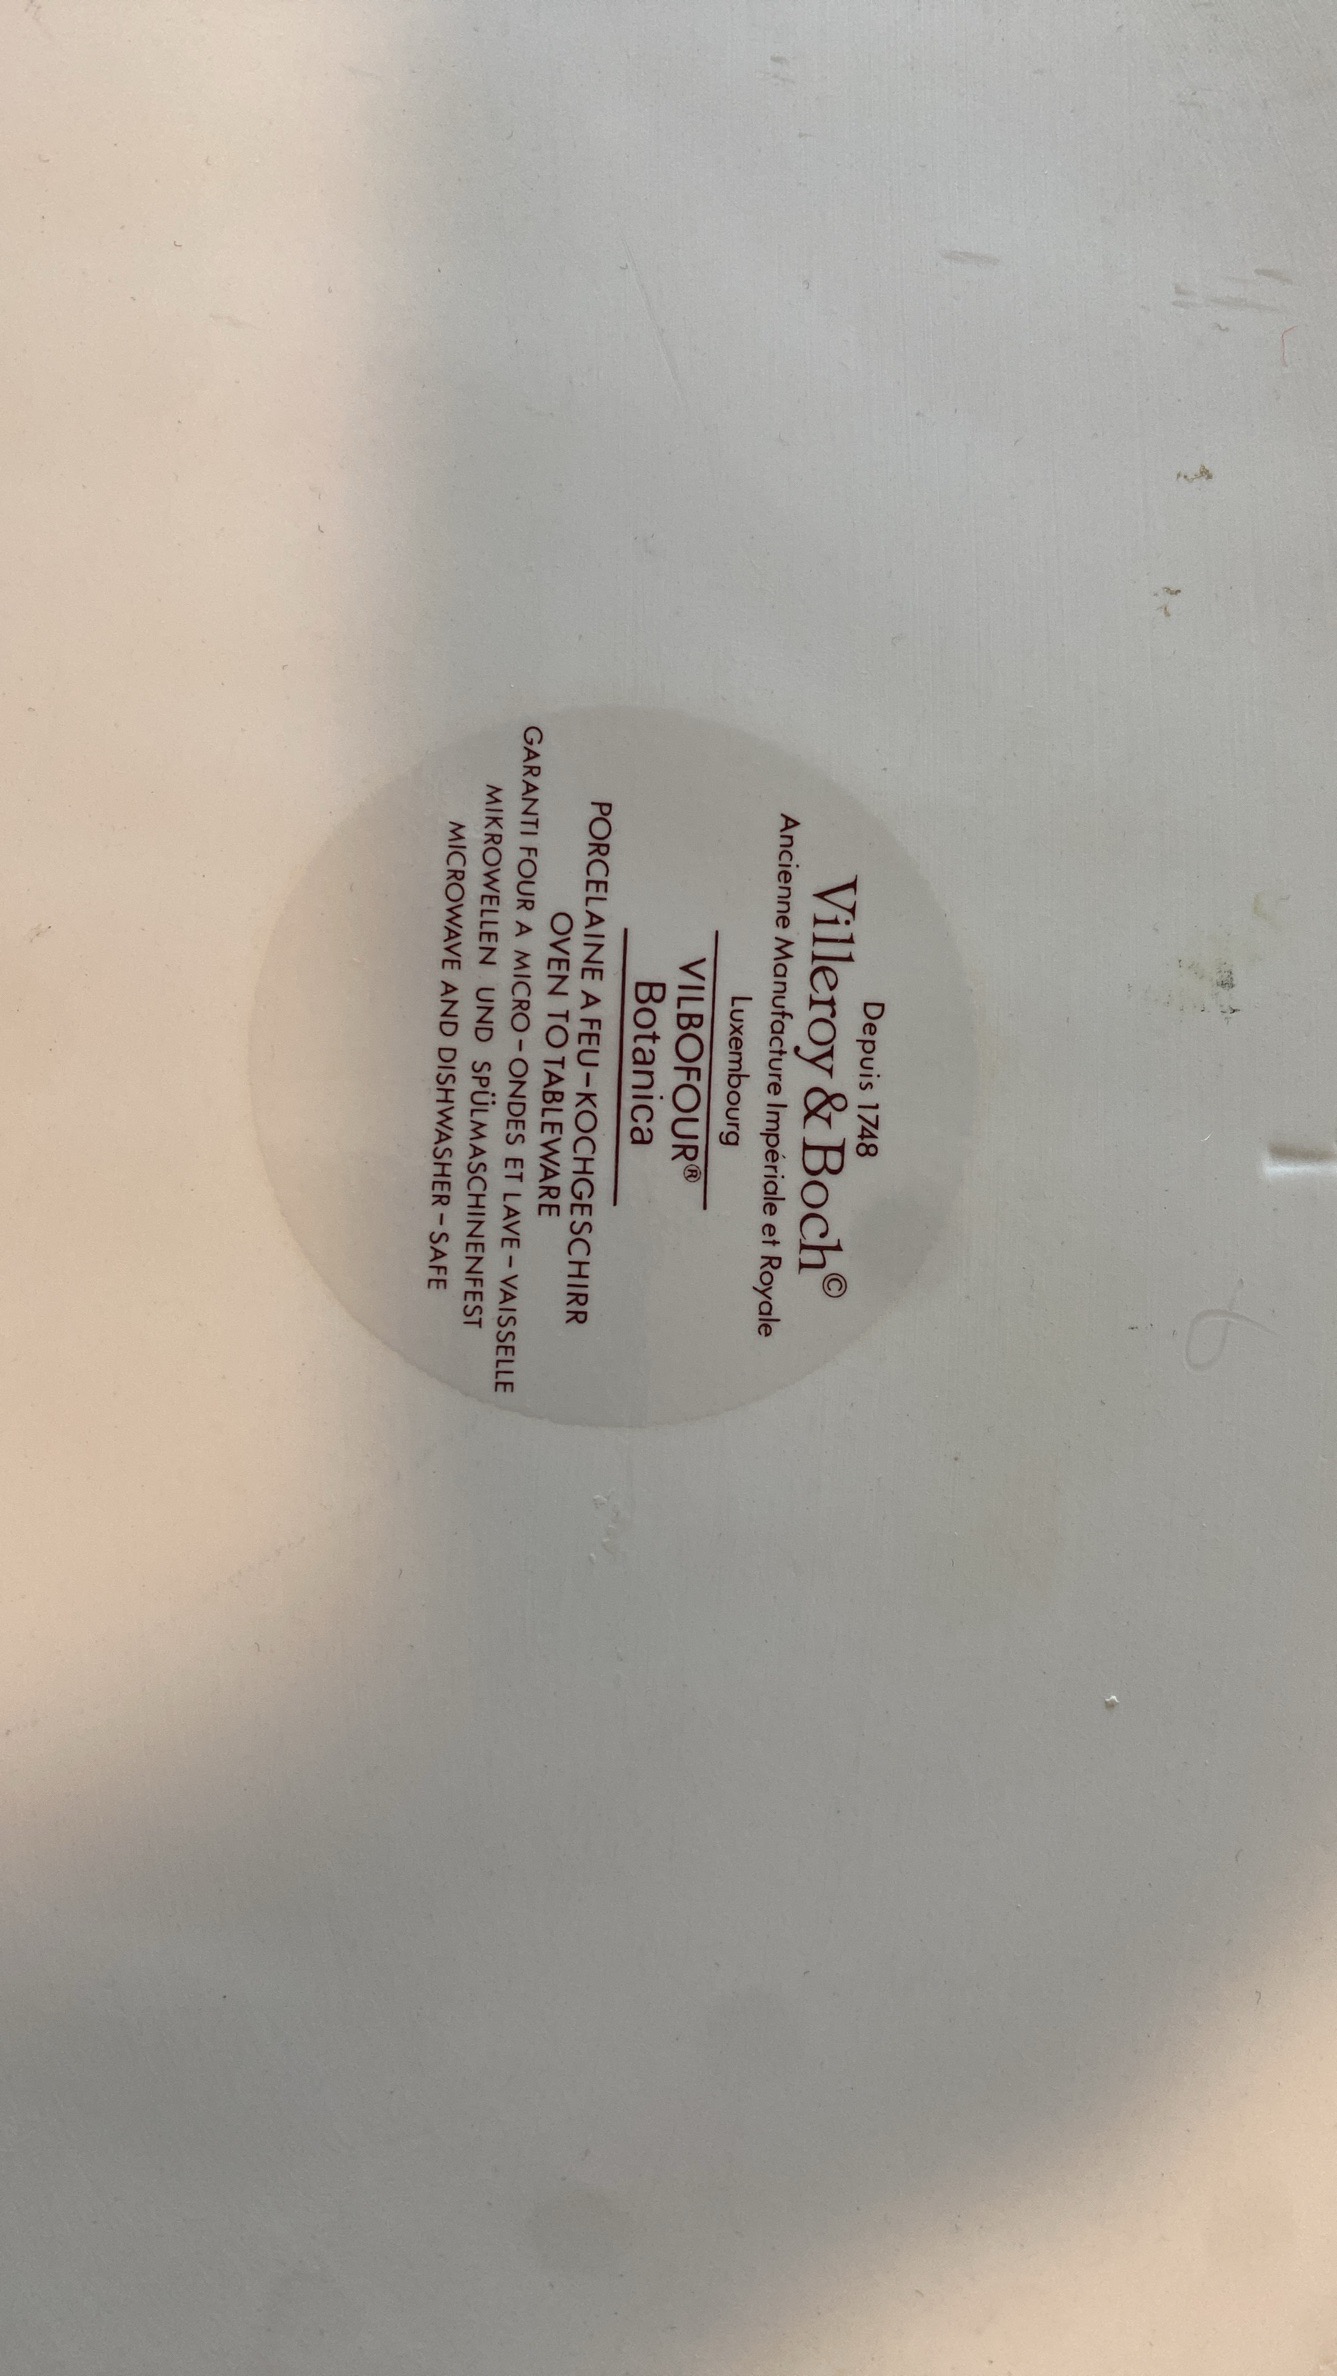 Depuis 1748
Villeroy & Boch©
Ancienne Manufacture Impériale et Royale
Luxembourg
VILBOFOUR®
Botanica
PORCELAINE A FEU-KOCHGESCHIRR
OVEN TO TABLEWARE
GARANTI FOUR A MICRO-ONDES ET LAVE-VAISSELLE
MIKROWELLEN UND SPÜLMASCHINENFEST
MICROWAVE AND DISHWASHER-SAFE